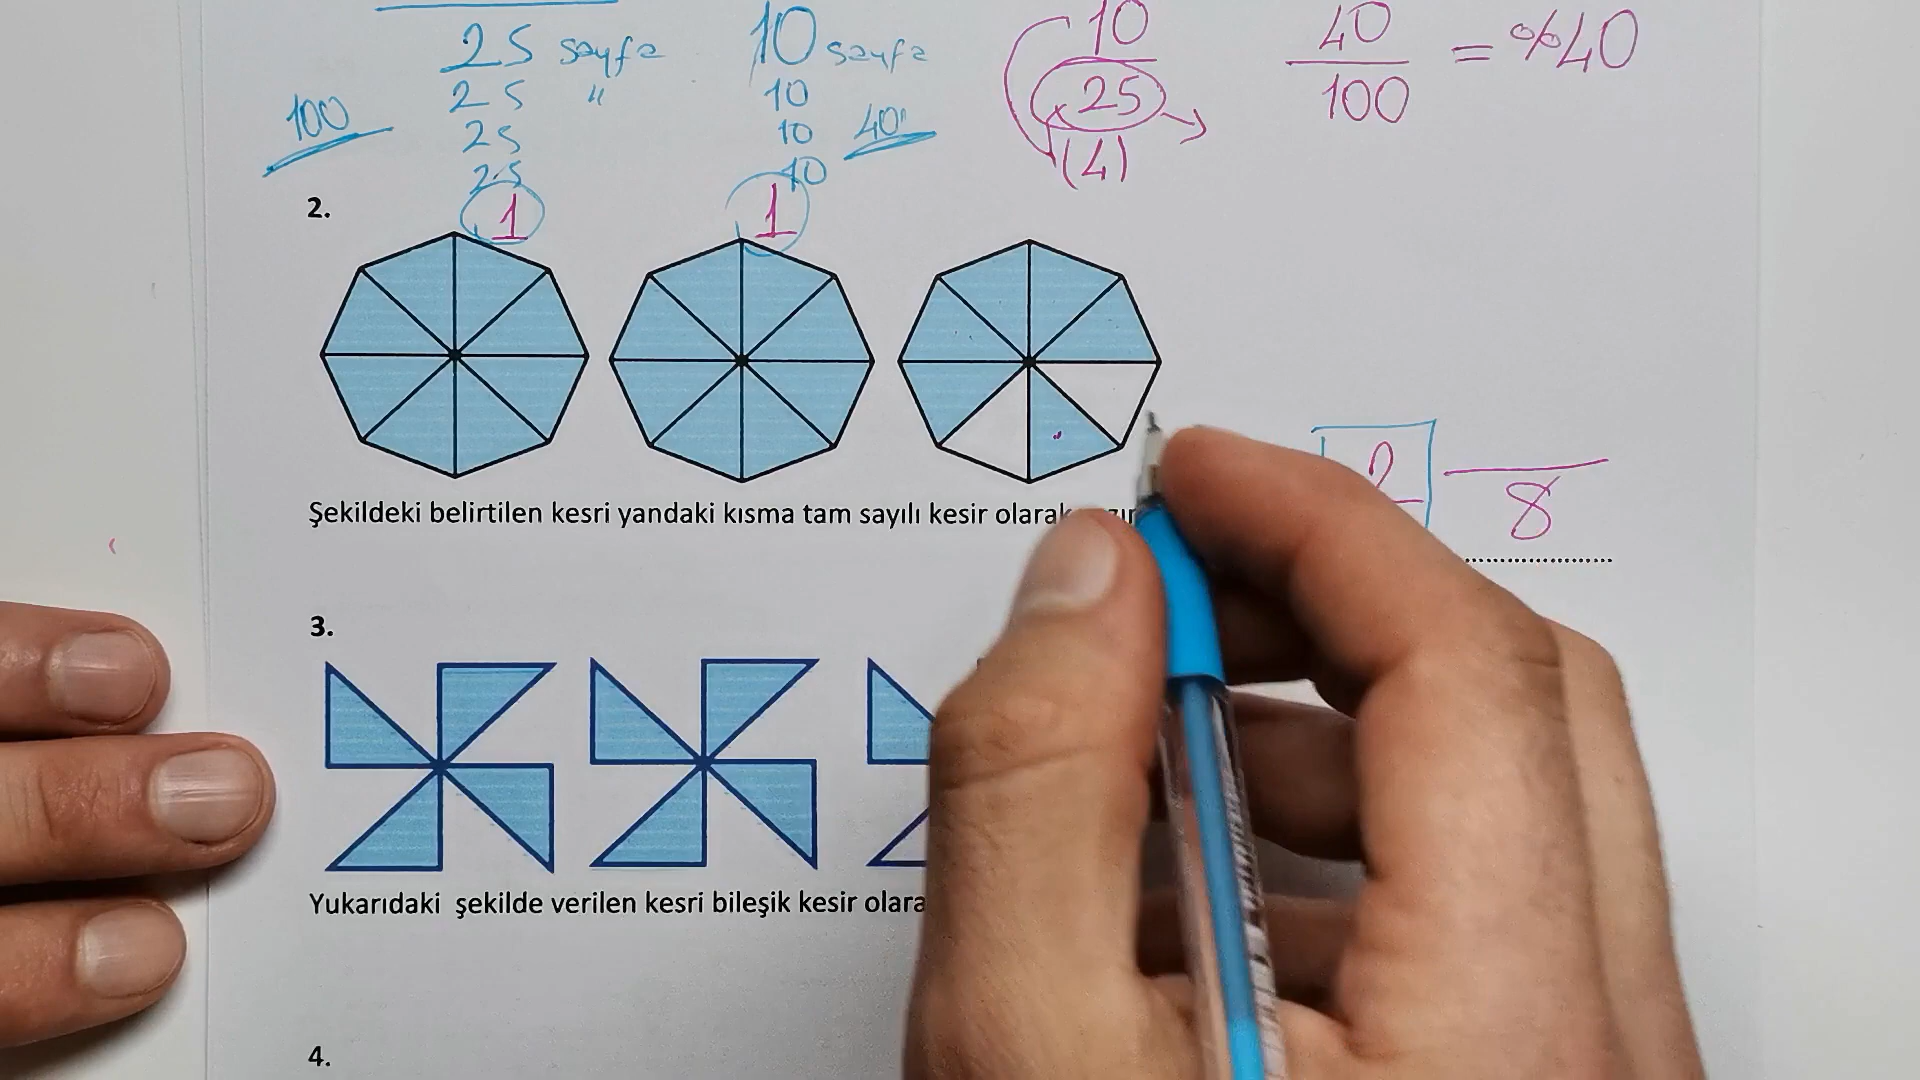 25 sayfa 10 sayfa
25 " 10
100 25 10 40
25 10
10
25
(4)
40
100
= %40
2.
1 1
Şekildeki belirtilen kesri yandaki kısma tam sayılı kesir olarak
2
8
3.
Yukarıdaki şekilde verilen kesri bileşik kesir
4.